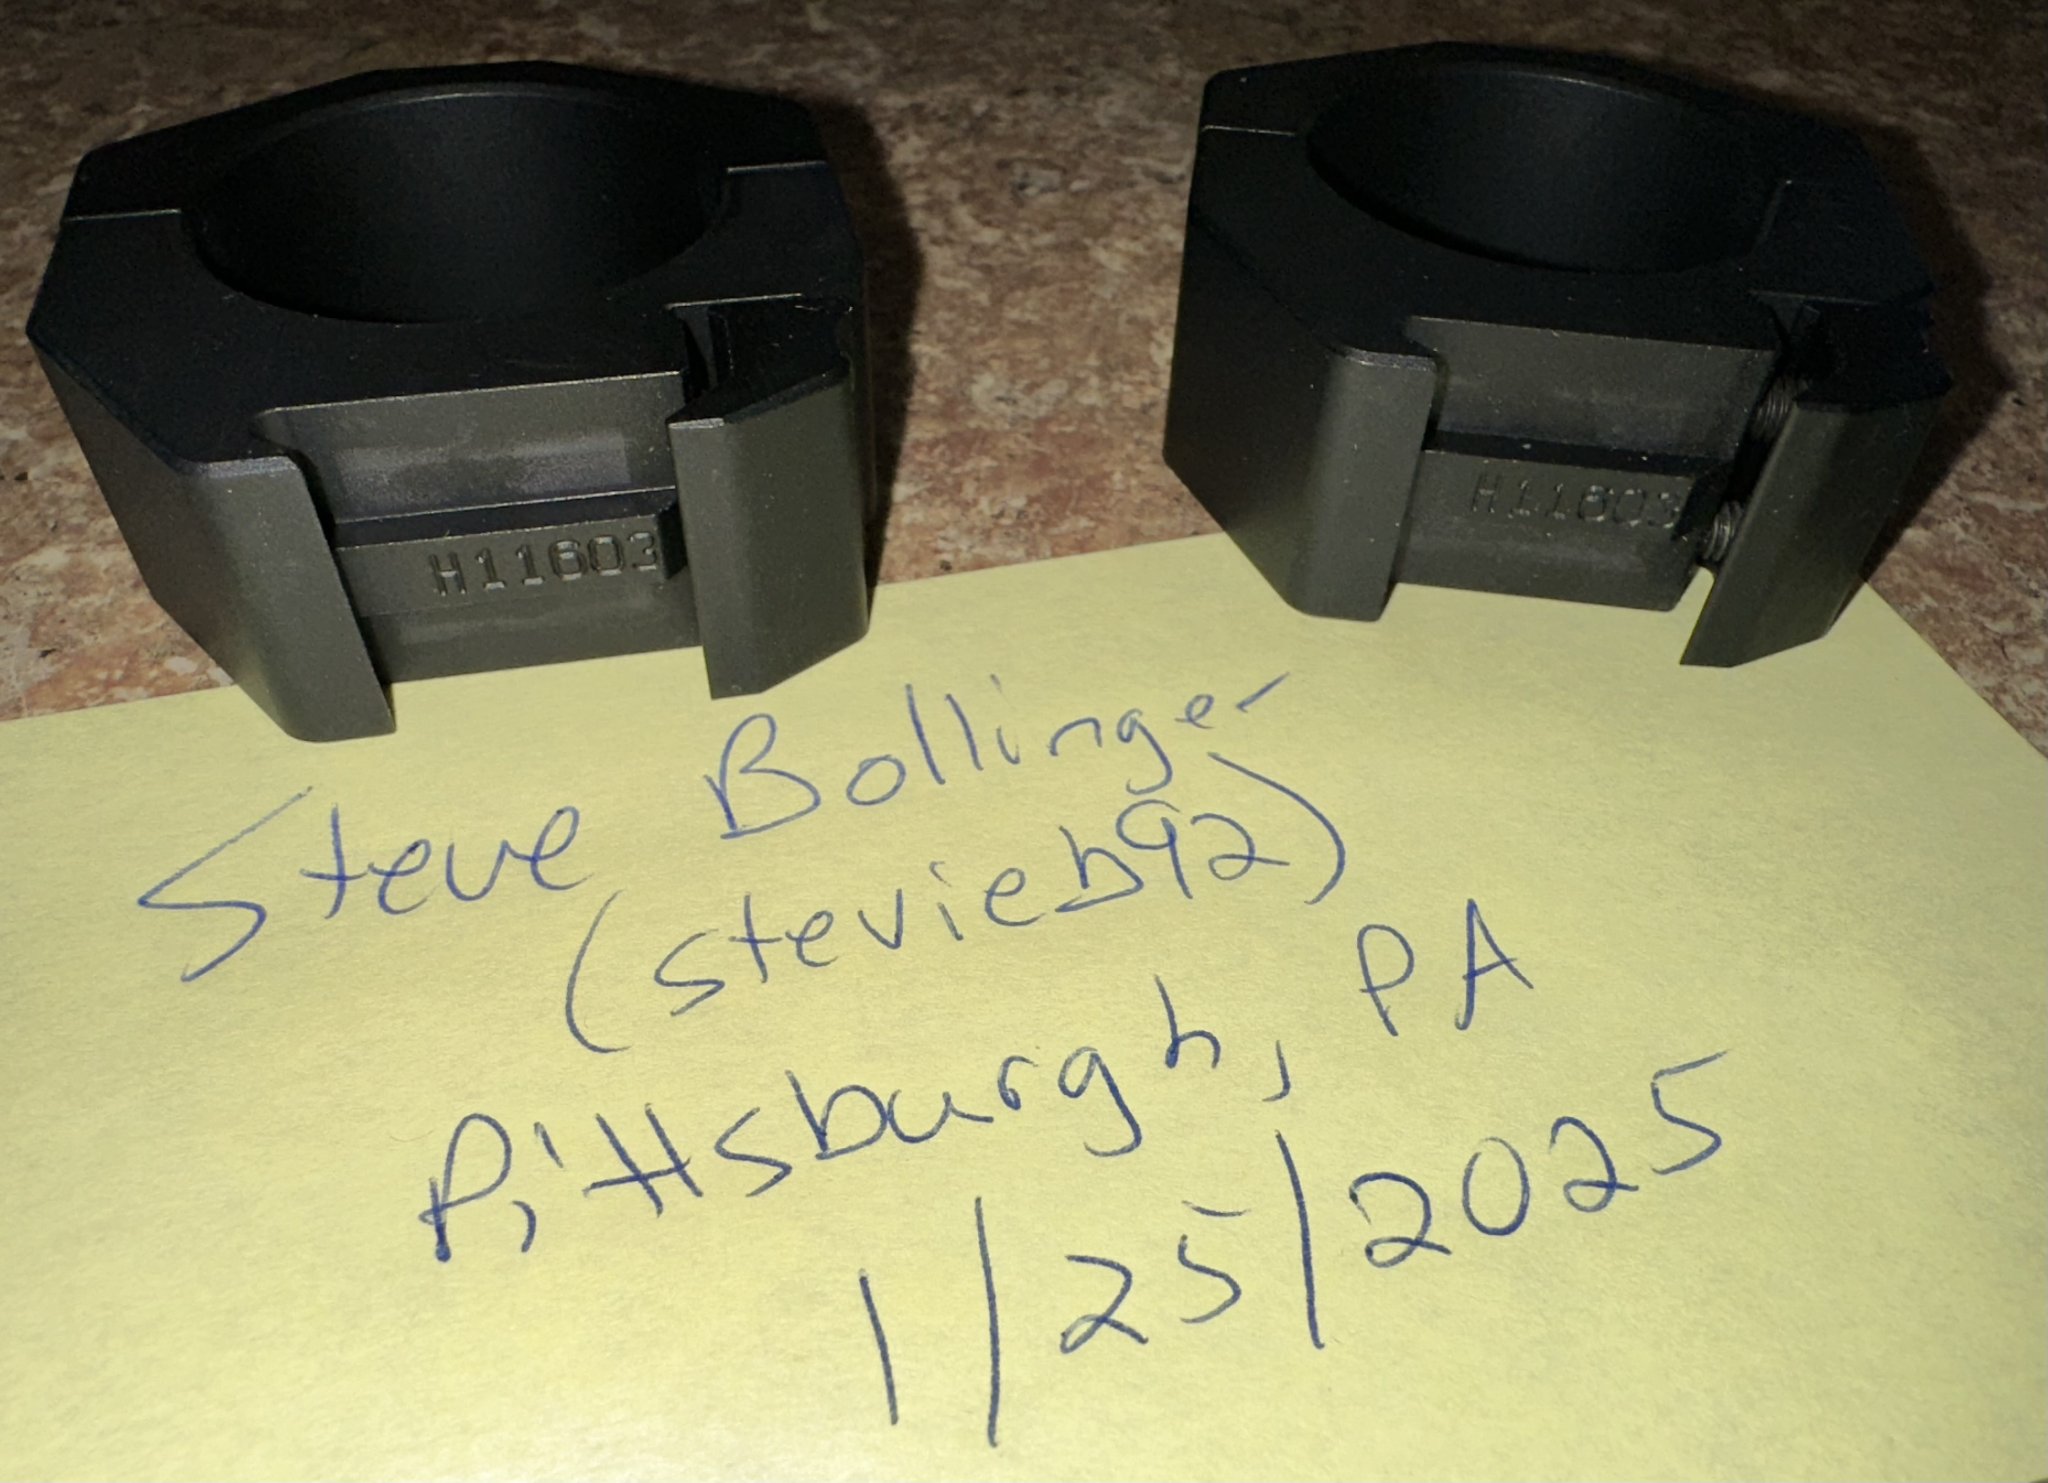 H11603
H11603
Steve Bollinger
(stevieb92)
Pittsburgh, PA
1/25/2025